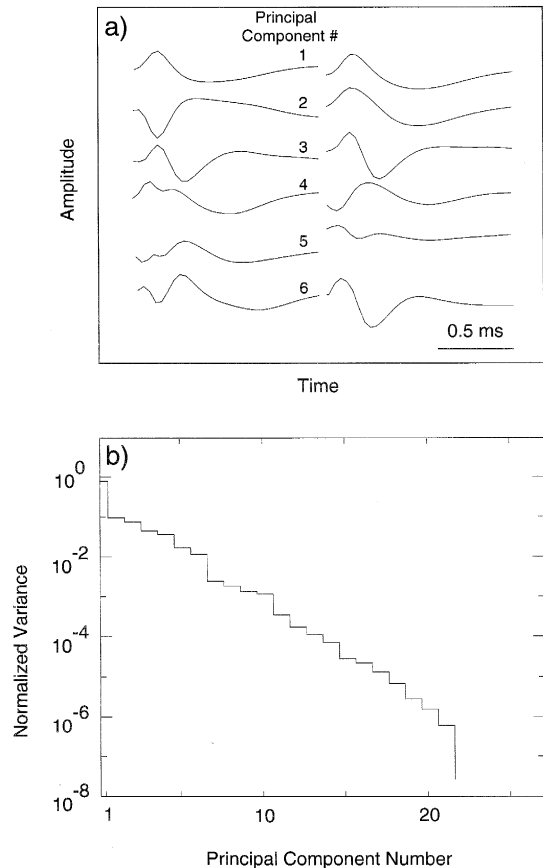 a)
Principal
Component #
1
2
3
4
5
6
Amplitude
0.5 ms
Time
b)
10^0
10^-2
10^-4
10^-6
10^-8
Normalized Variance
1 10 20
Principal Component Number